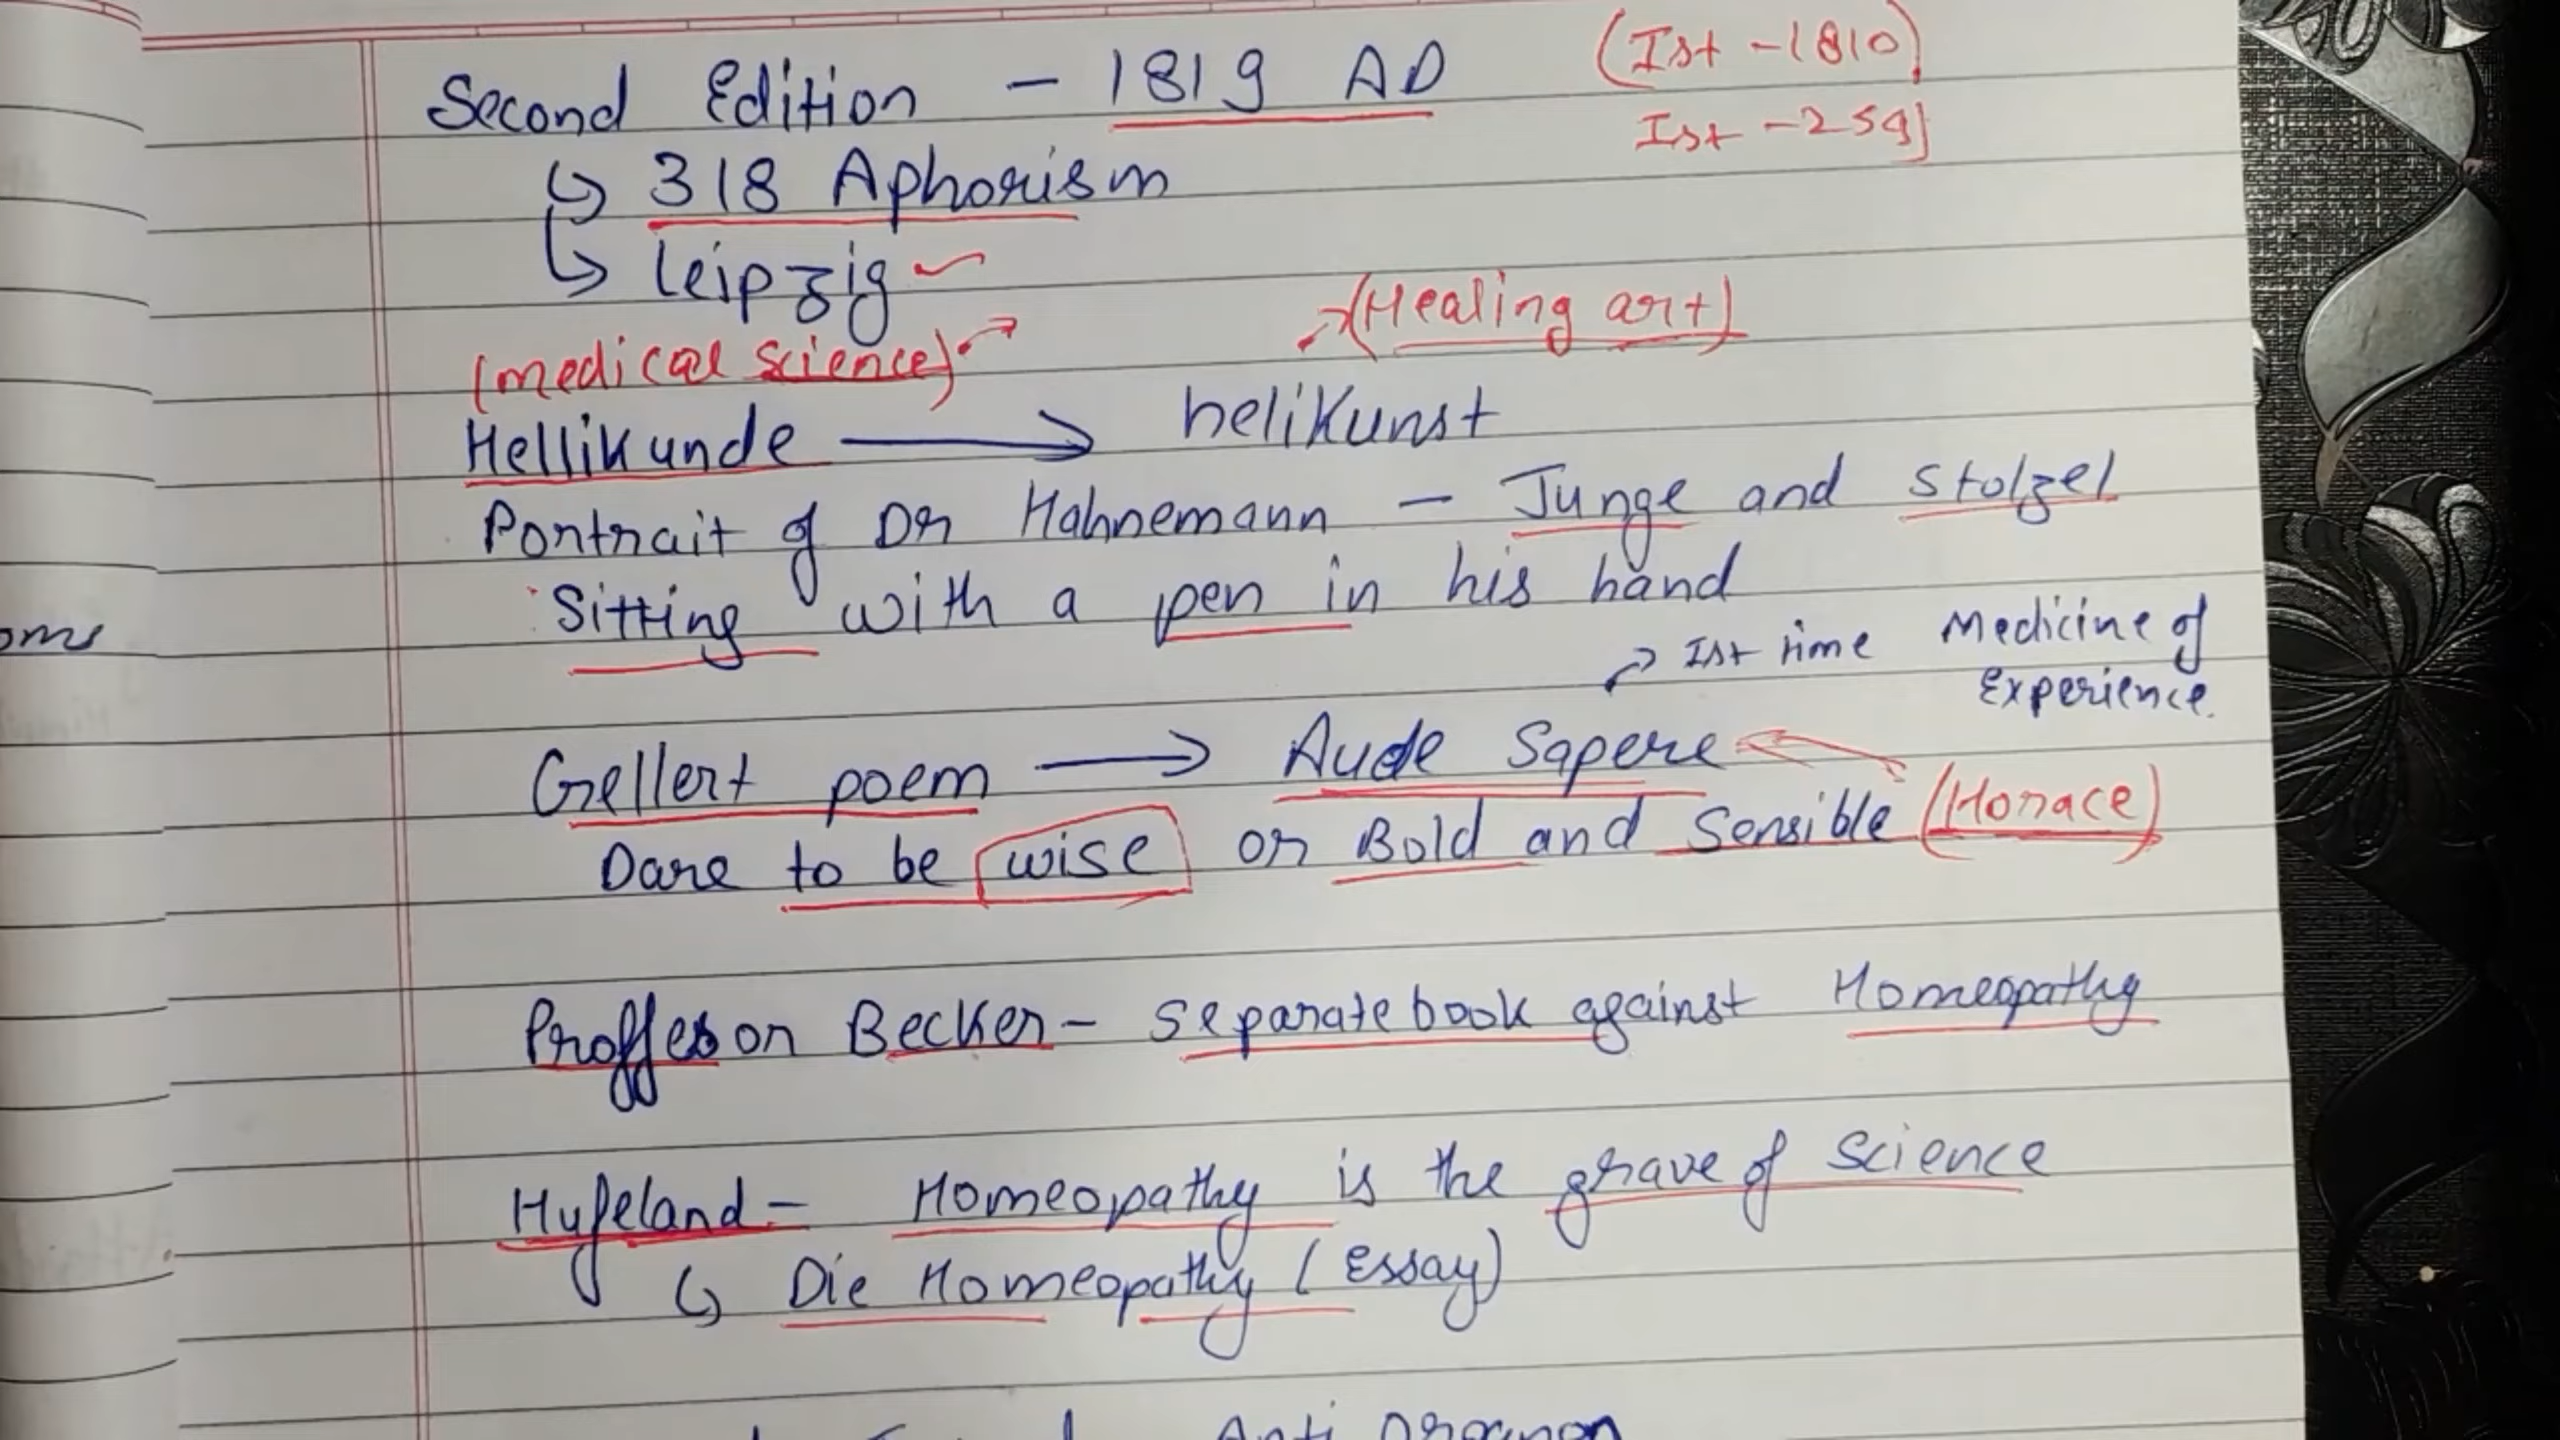 Second Edition - 1819 AD (Ist - 1810)
Ist - 259]
↳ 318 Aphorism
↳ Leipzig
(Healing art)
(medical science)
Hellikunde → helikunst
Portrait of Dr Hahnemann - Junge and Stolzel
Sitting with a pen in his hand
Ist time Medicine of
Experience.
Gellert poem → Aude Sapere
Dare to be wise or Bold and Sensible (Horace)
Proffesor Becker - separate book against Homeopathy
Hufeland - Homeopathy is the grave of science
↳ Die Homeopathy (Essay)
Anti Organon